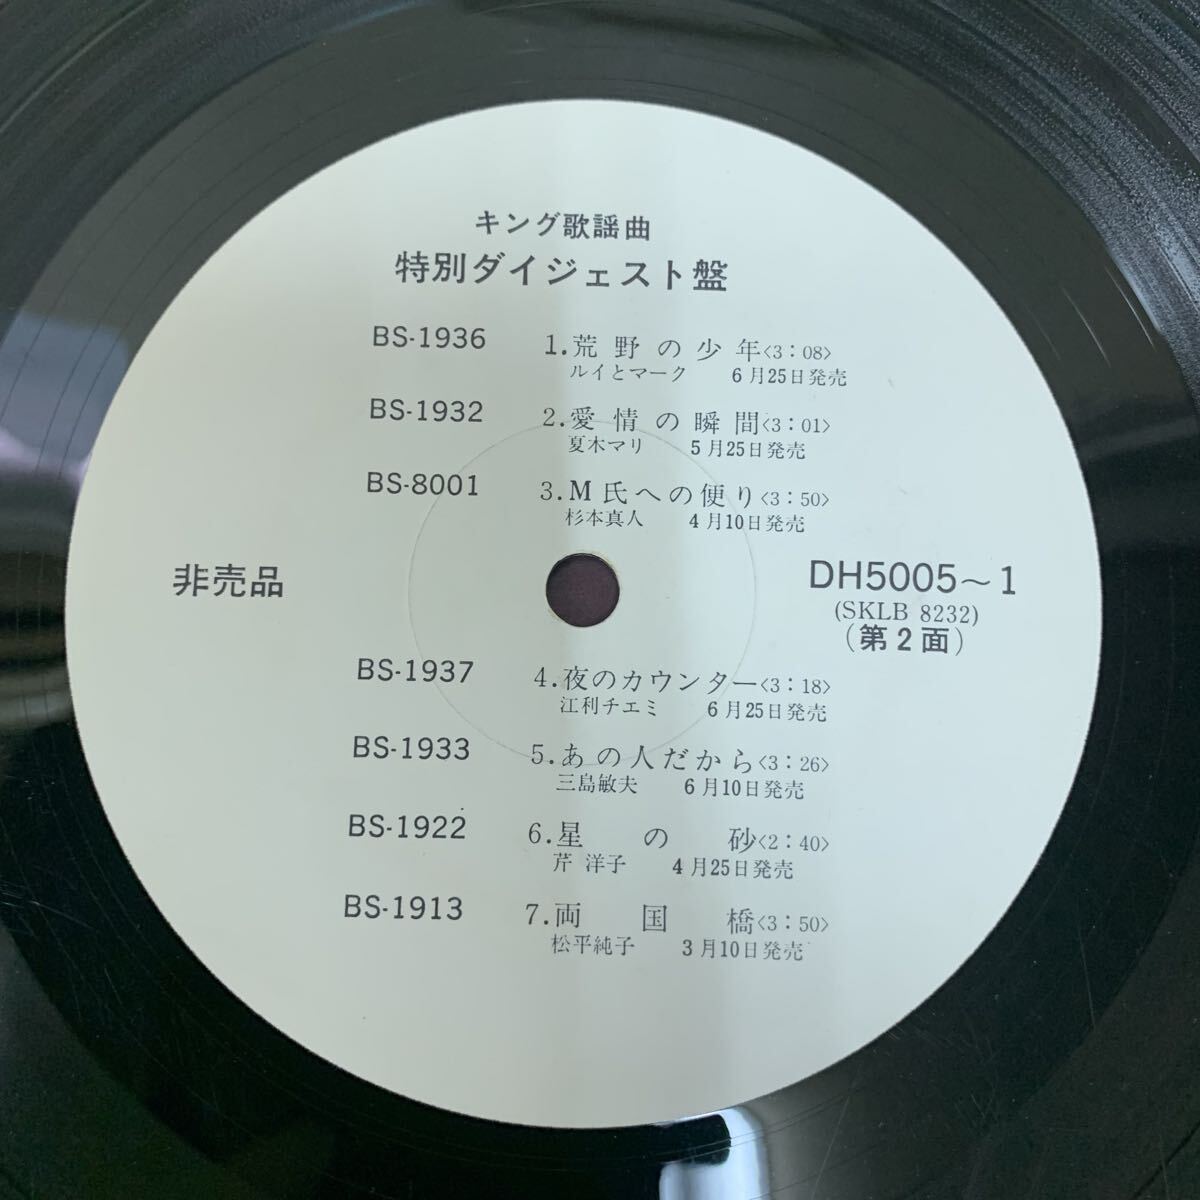 キング歌謡曲
特別ダイジェスト盤
BS-1936 1.荒野の少年<3:08>
ルイとマーク 6月25日発売
BS-1932 2.愛情の瞬間<3:01>
夏木マリ 5月25日発売
BS-8001 3.M氏への便り<3:50>
杉本真人 4月10日発売
非売品
DH5005~1
(SKLB 8232)
(第2面)
BS-1937 4.夜のカウンター<3:18>
江利チエミ 6月25日発売
BS-1933 5.あの人だから<3:26>
三島敏夫 6月10日発売
BS-1922 6.星の砂<2:40>
芹洋子 4月25日発売
BS-1913 7.両国橋<3:50>
松平純子 3月10日発売